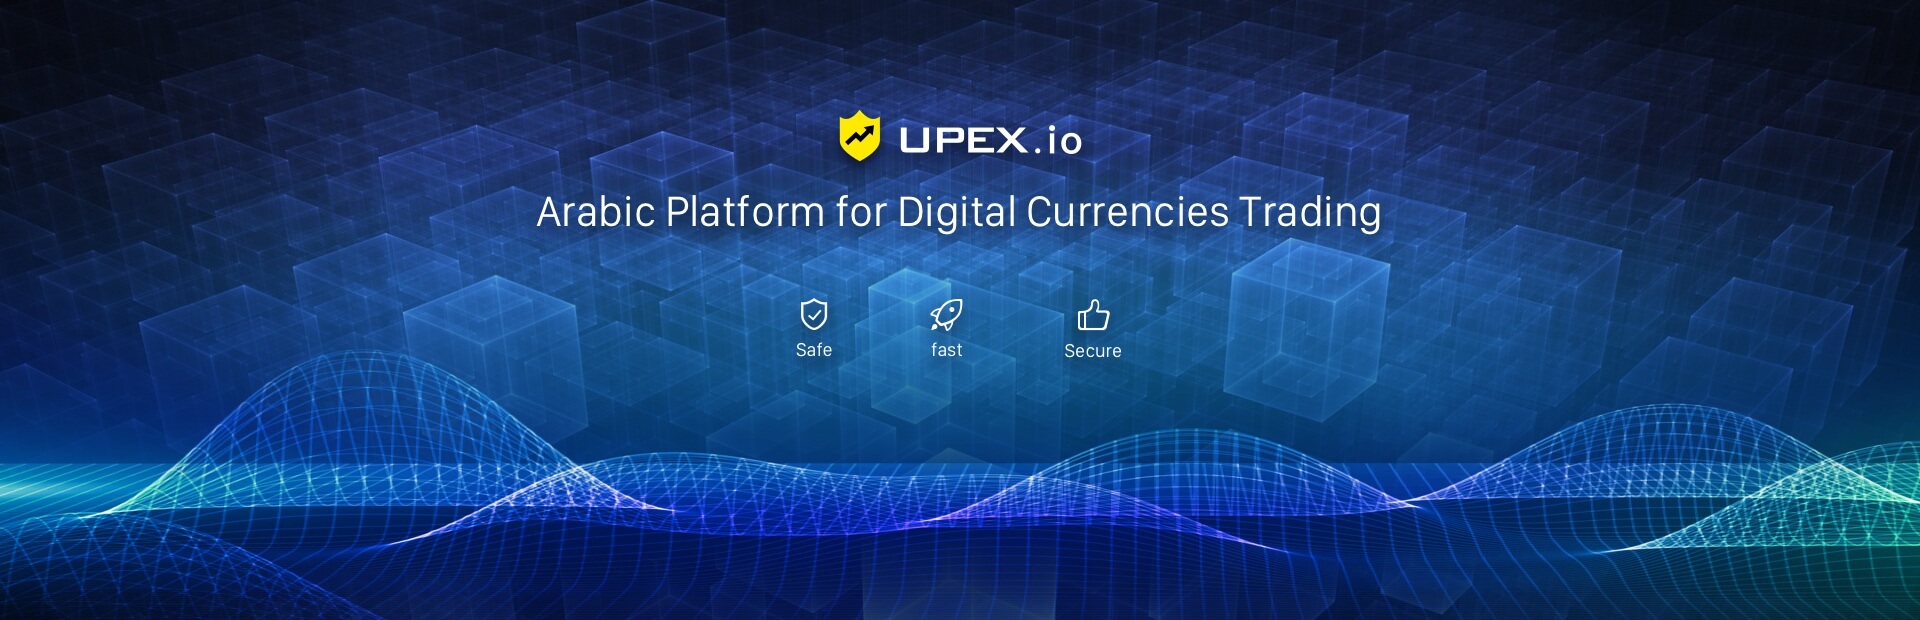 UPEX.io
Arabic Platform for Digital Currencies Trading
Safe fast Secure